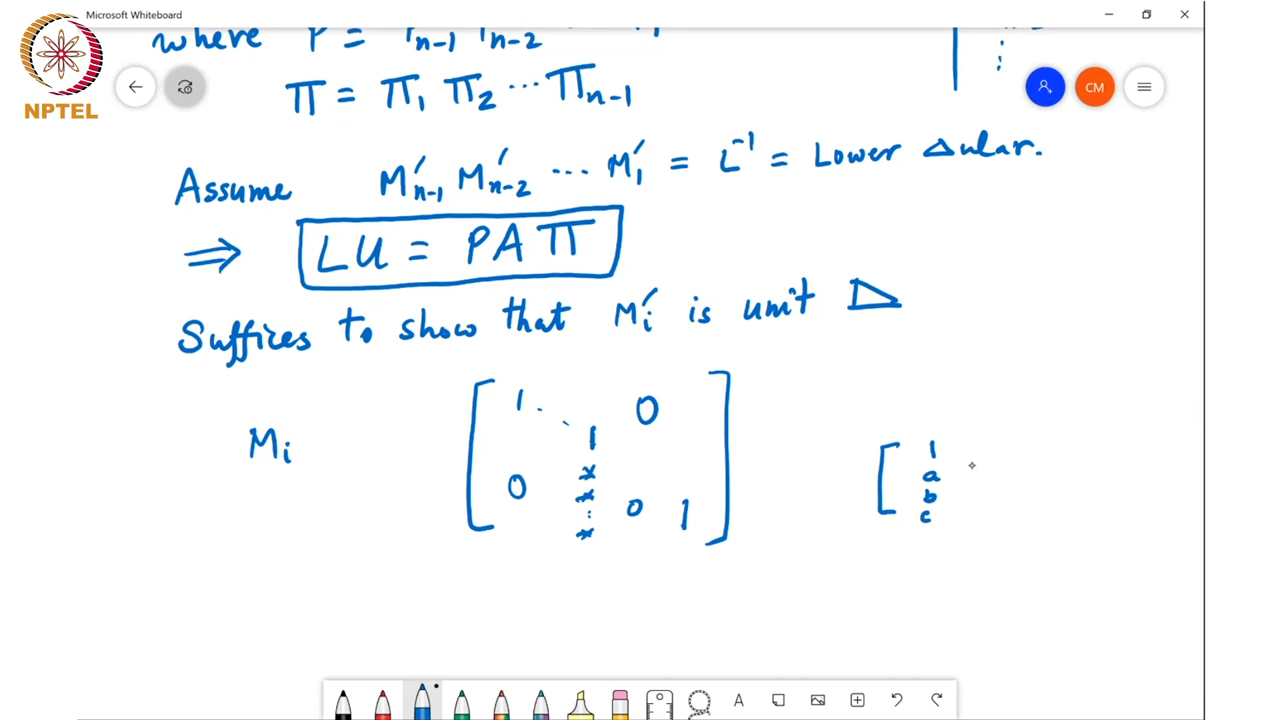 Microsoft Whiteboard
where P = P_{n-1} P_{n-2}
NPTEL
CM
Π = Π_1 Π_2 ... Π_{n-1}
Assume M'_{n-1} M'_{n-2} ... M'_1 = L^{-1} = Lower Δular.
⇒ LU = PAΠ
Suffices to show that M'_i is unit ◺
M_i
1 . . 0
1
*
0 *
: 0 1
*
1
a
b
c
A